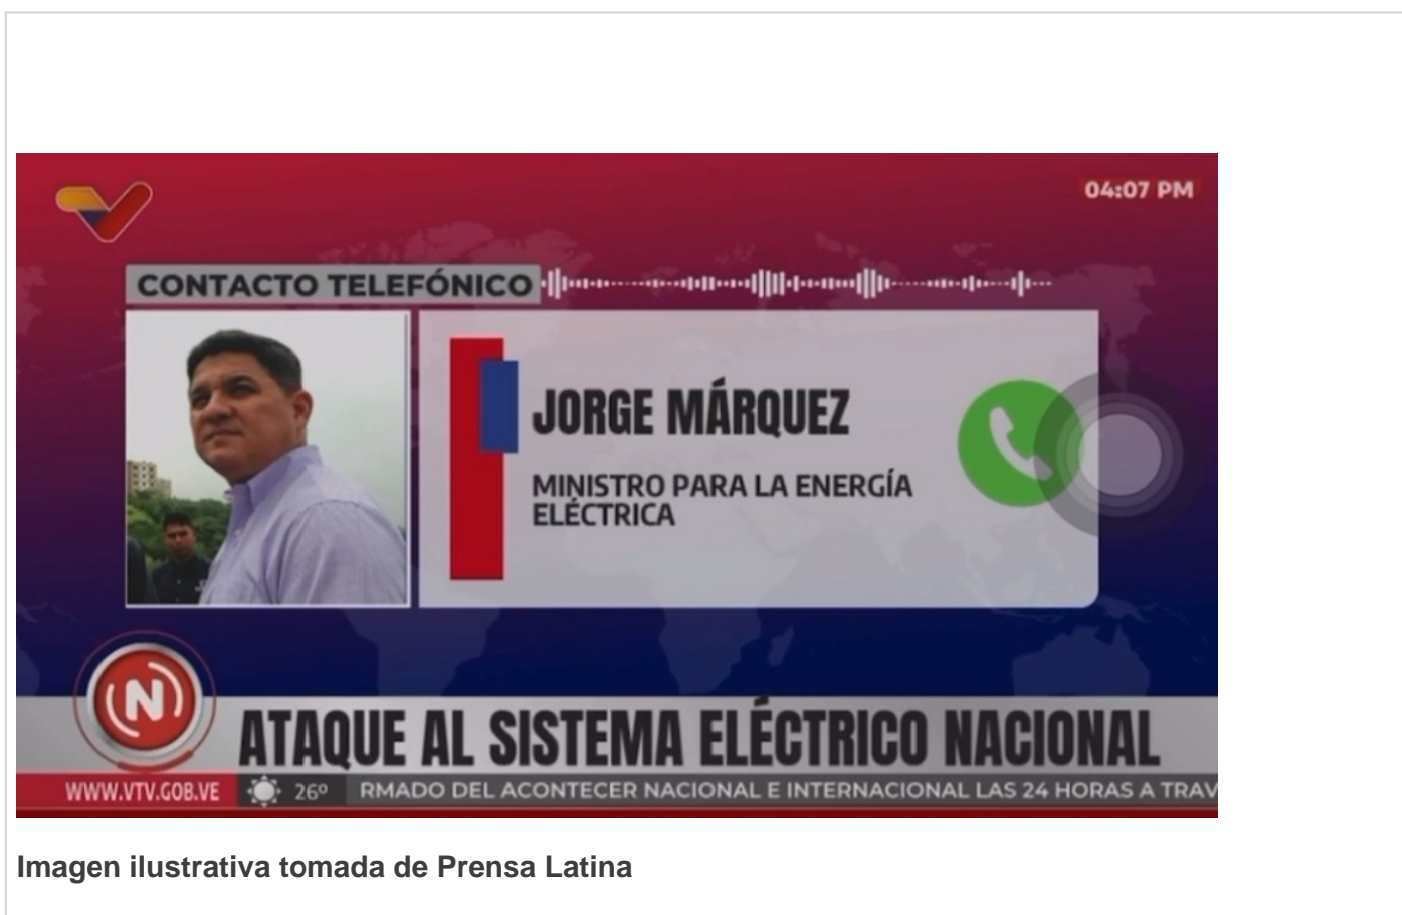 04:07 PM
CONTACTO TELEFÓNICO
JORGE MÁRQUEZ
MINISTRO PARA LA ENERGÍA
ELÉCTRICA
N
ATAQUE AL SISTEMA ELÉCTRICO NACIONAL
WWW.VTV.GOB.VE 26º RMADO DEL ACONTECER NACIONAL E INTERNACIONAL LAS 24 HORAS A TRAV
Imagen ilustrativa tomada de Prensa Latina